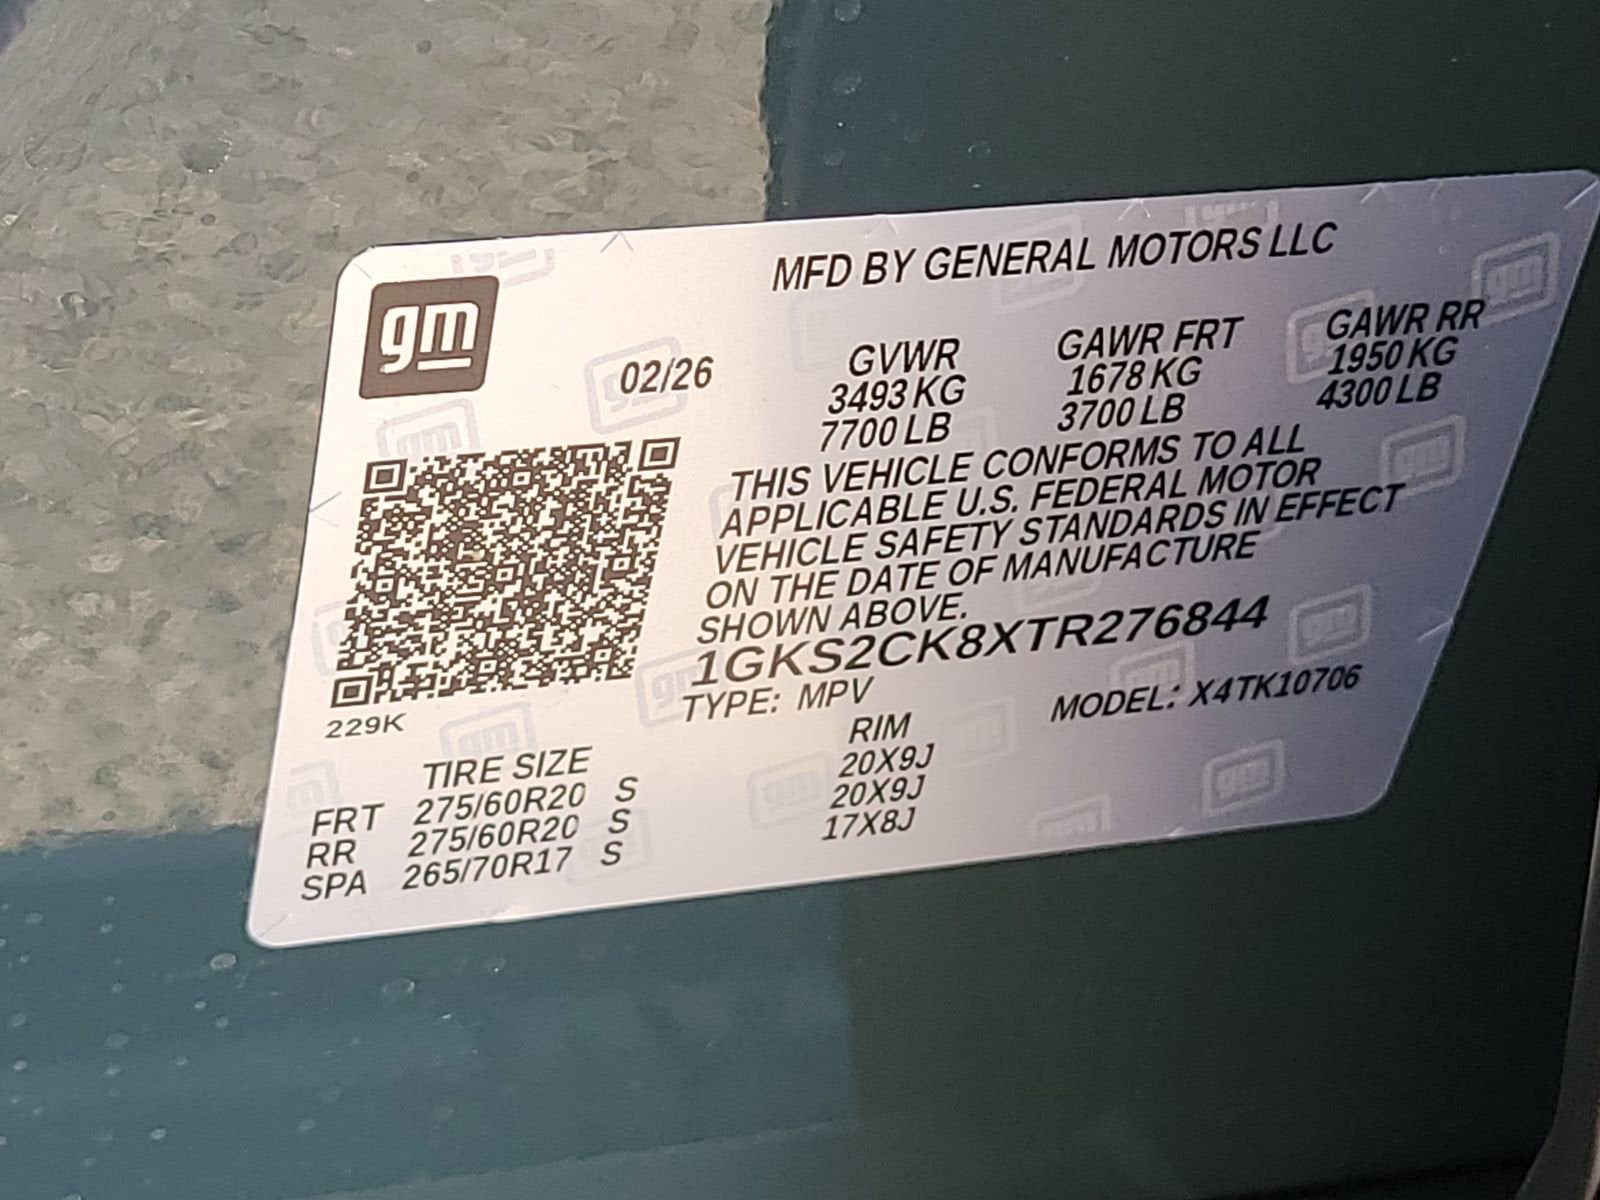 MFD BY GENERAL MOTORS LLC
gm
02/26
GVWR GAWR FRT GAWR RR
3493 KG 1678 KG 1950 KG
7700 LB 3700 LB 4300 LB
THIS VEHICLE CONFORMS TO ALL
APPLICABLE U.S. FEDERAL MOTOR
VEHICLE SAFETY STANDARDS IN EFFECT
ON THE DATE OF MANUFACTURE
SHOWN ABOVE.
1GKS2CK8XTR276844
TYPE: MPV MODEL: X4TK10706
229K
TIRE SIZE RIM
FRT 275/60R20 S 20X9J
RR 275/60R20 S 20X9J
SPA 265/70R17 S 17X8J